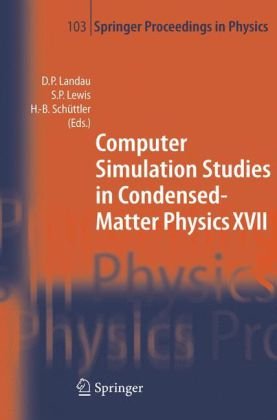 103 Springer Proceedings in Physics
D.P. Landau
S.P. Lewis
H.-B. Schüttler
(Eds.)
Computer
Simulation Studies
in Condensed-
Matter Physics XVII
in Physics
Physics
Physics Pro
Springer